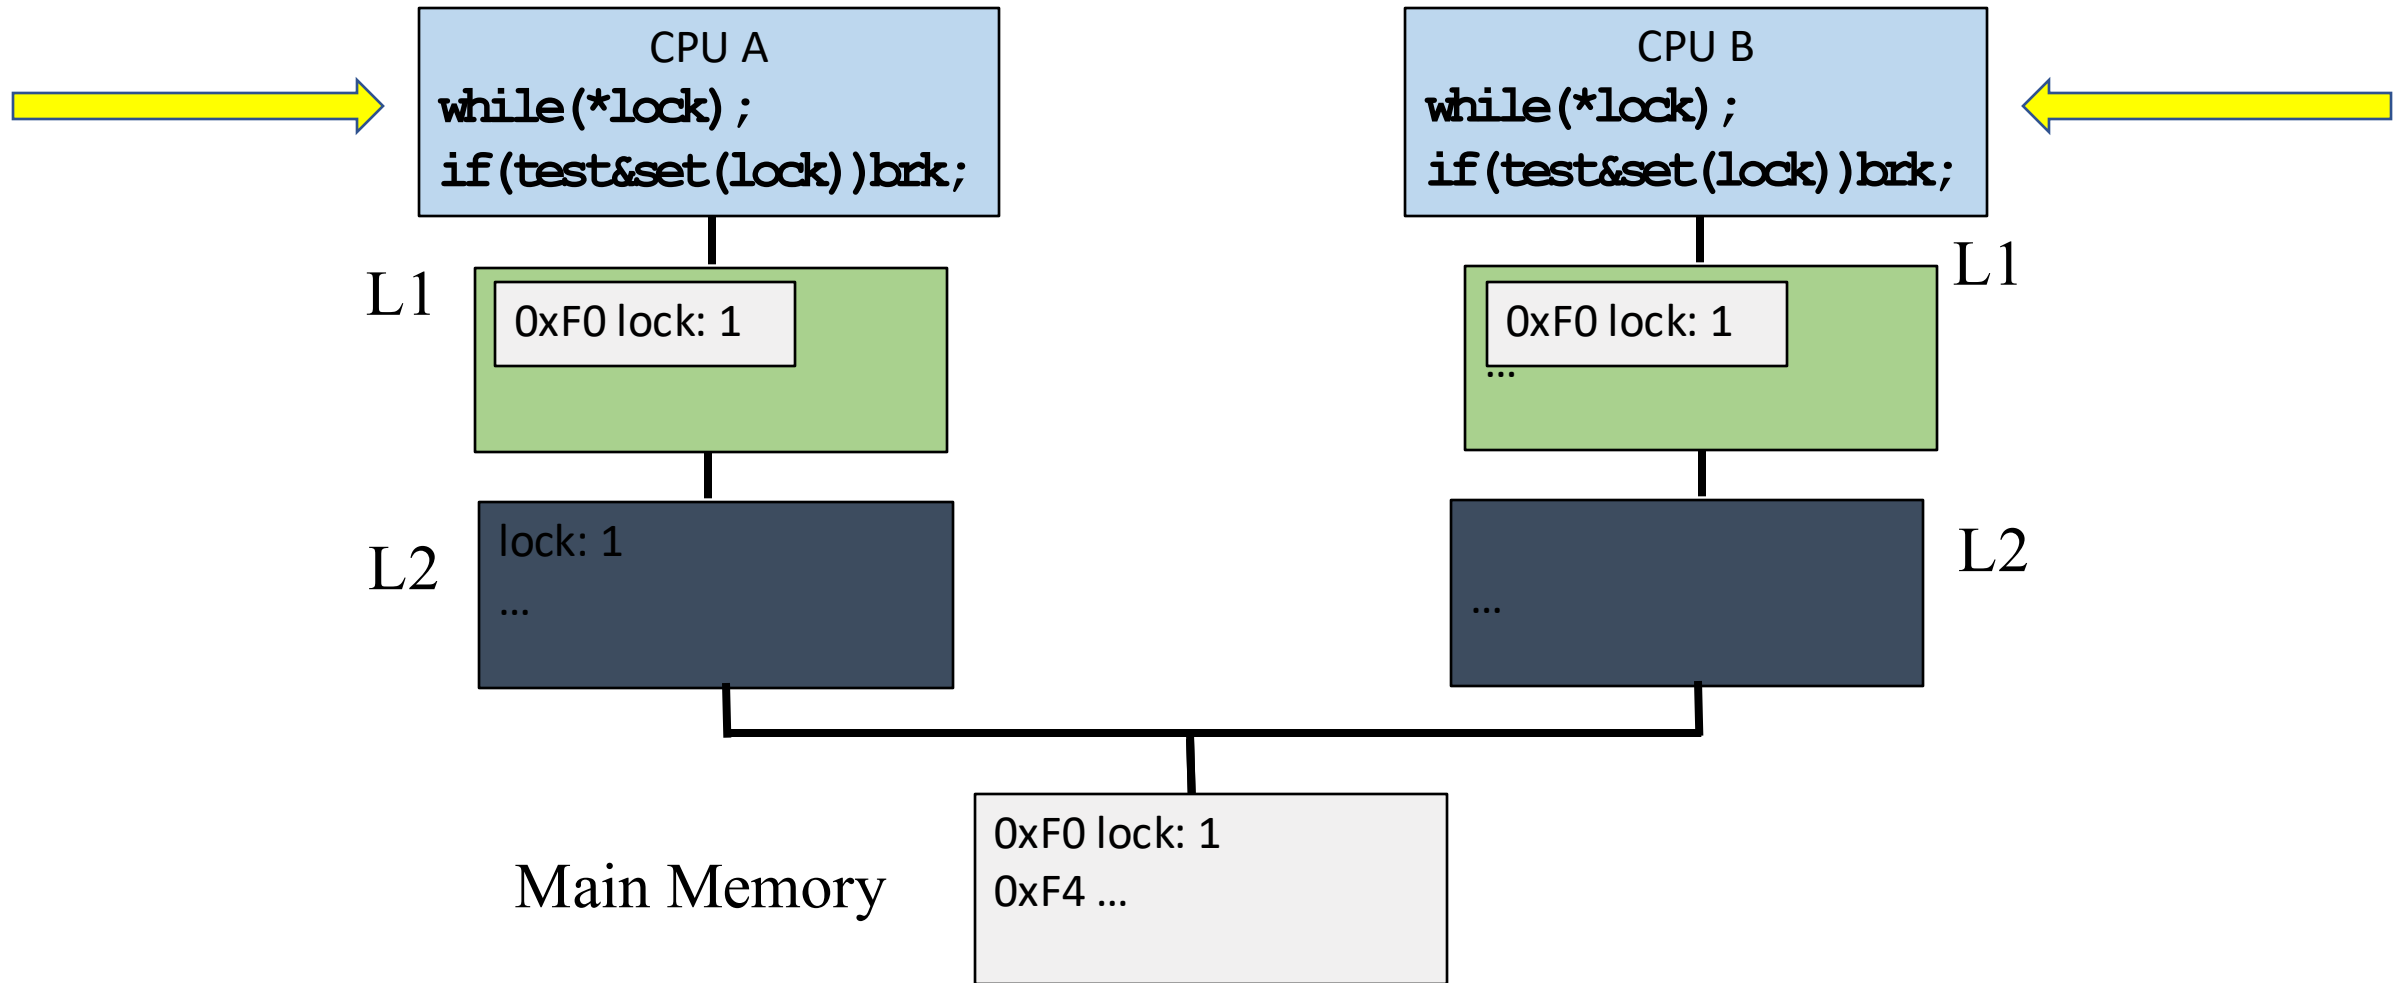 CPU A
while(*lock);
if(test&set(lock))brk;
CPU B
while(*lock);
if(test&set(lock))brk;
L1
0xF0 lock: 1
L1
0xF0 lock: 1
...
L2
lock: 1
...
L2
...
Main Memory
0xF0 lock: 1
0xF4 ...